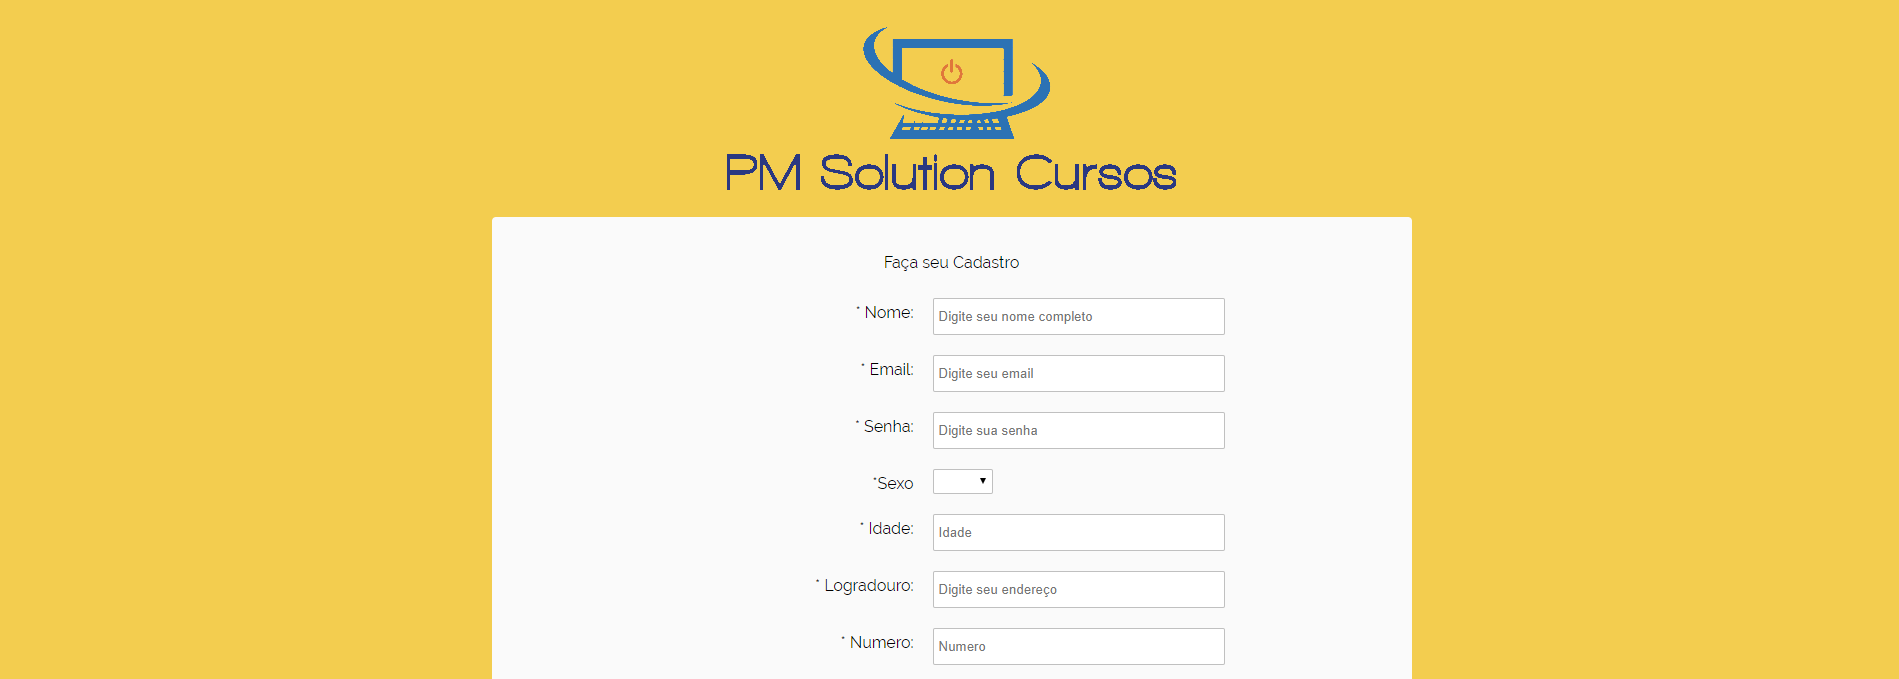 PM Solution Cursos
Faça seu Cadastro
* Nome: Digite seu nome completo
* Email: Digite seu email
* Senha: Digite sua senha
*Sexo
* Idade: Idade
* Logradouro: Digite seu endereço
* Numero: Numero